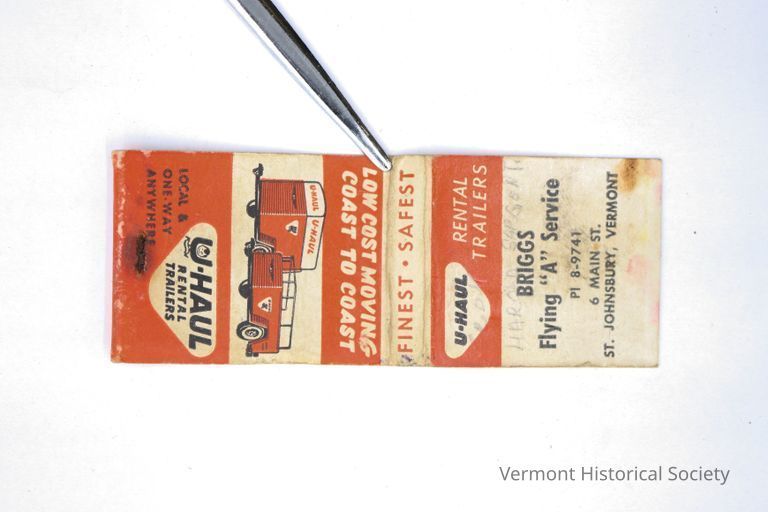 LOCAL &
ONE-WAY
ANYWHERE
U-HAUL
RENTAL
TRAILERS
U-HAUL
U-HAUL
LOW COST MOVING
COAST TO COAST
FINEST • SAFEST
RENTAL
TRAILERS
U-HAUL
BRIGGS
Flying "A" Service
Pl 8-9741
6 MAIN ST.
ST. JOHNSBURY, VERMONT
Vermont Historical Society